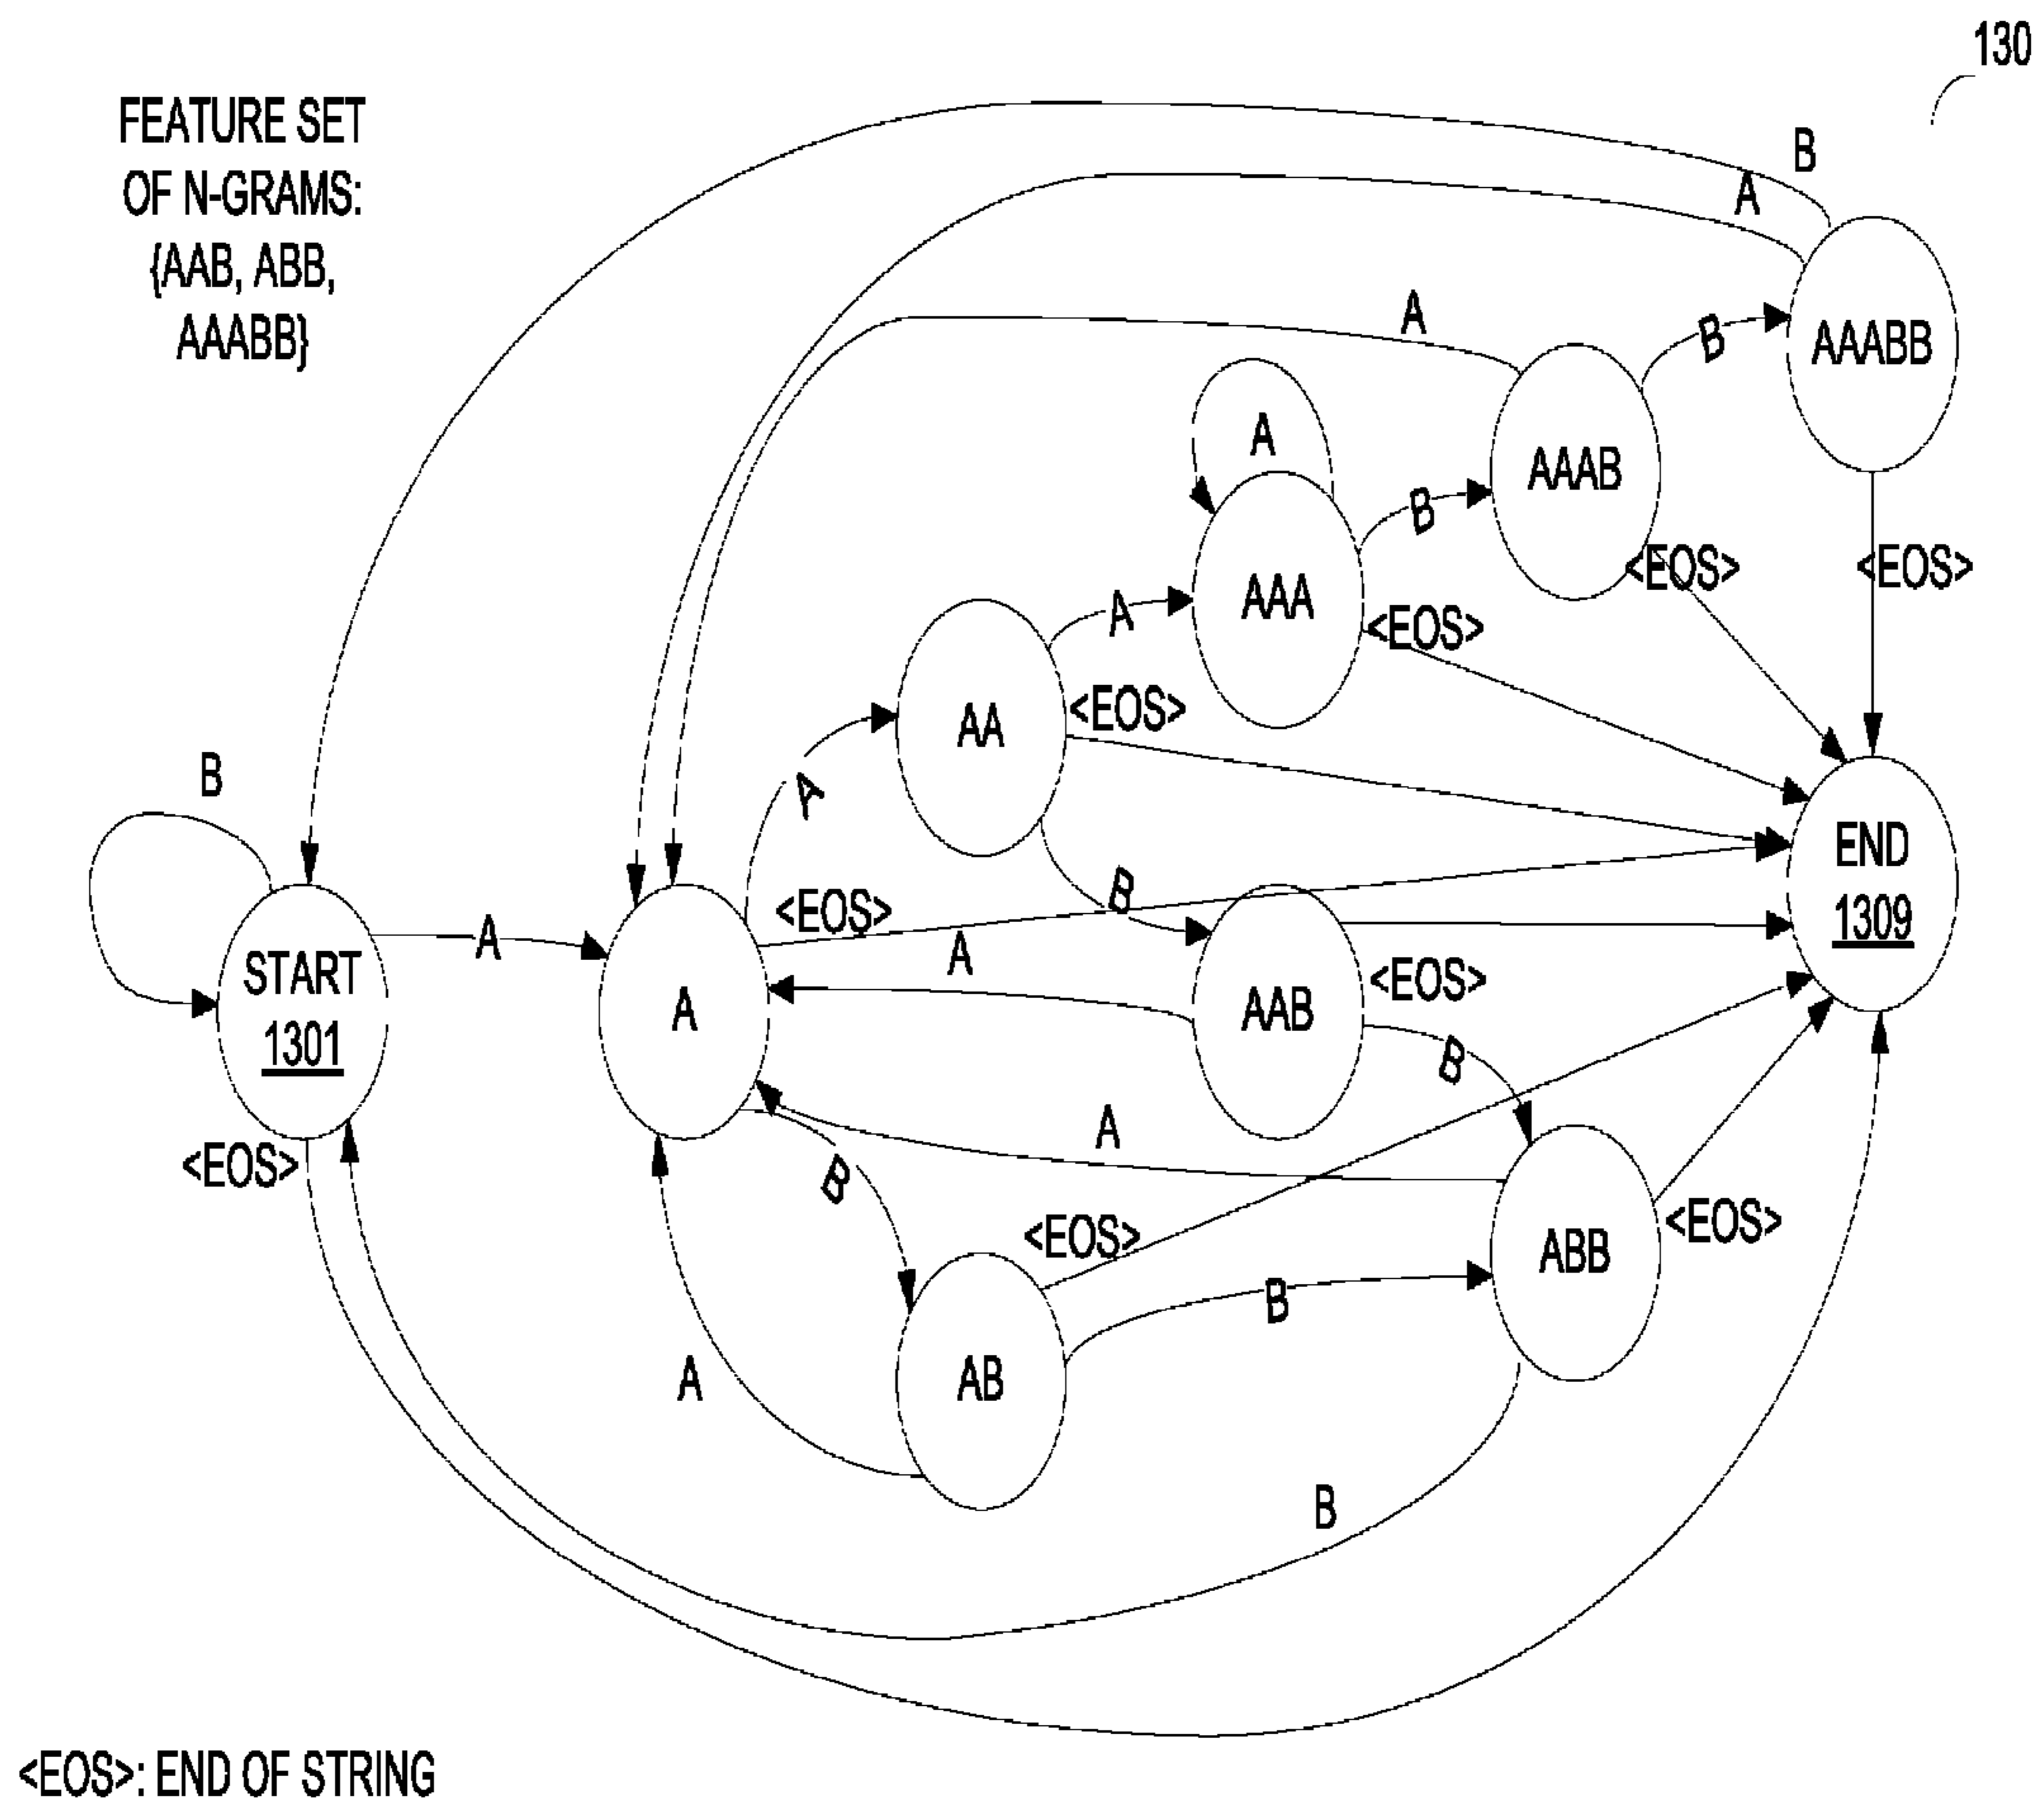 130
FEATURE SET
OF N-GRAMS:
{AAB, ABB,
AAABB}
B
A
A
B
AAABB
A
B
AAAB
<EOS>
<EOS>
A
AAA
B
<EOS>
A
AA
<EOS>
B
A
B
<EOS>
END
1309
START
1301
A
A
A
AAB
<EOS>
B
<EOS>
B
A
<EOS>
ABB
<EOS>
B
A
AB
B
<EOS>: END OF STRING